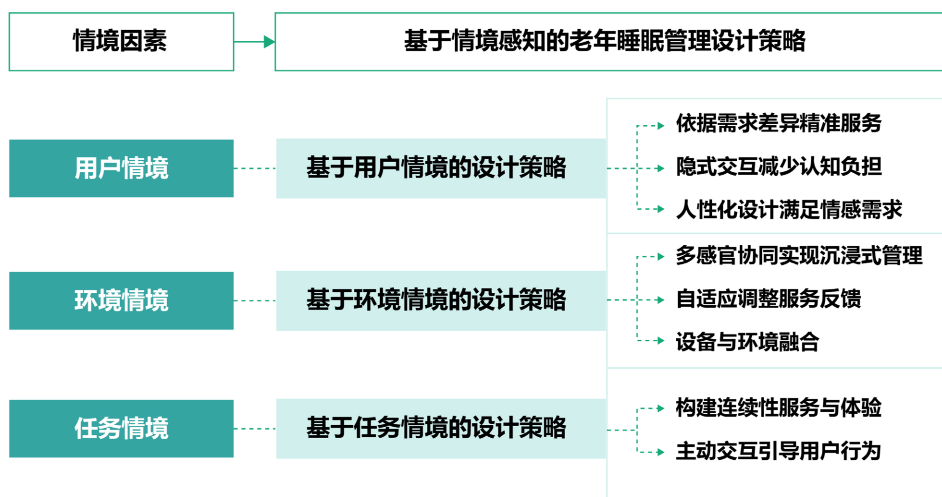 情境因素
基于情境感知的老年睡眠管理设计策略
用户情境
基于用户情境的设计策略
依据需求差异精准服务
隐式交互减少认知负担
人性化设计满足情感需求
环境情境
基于环境情境的设计策略
多感官协同实现沉浸式管理
自适应调整服务反馈
设备与环境融合
任务情境
基于任务情境的设计策略
构建连续性服务与体验
主动交互引导用户行为